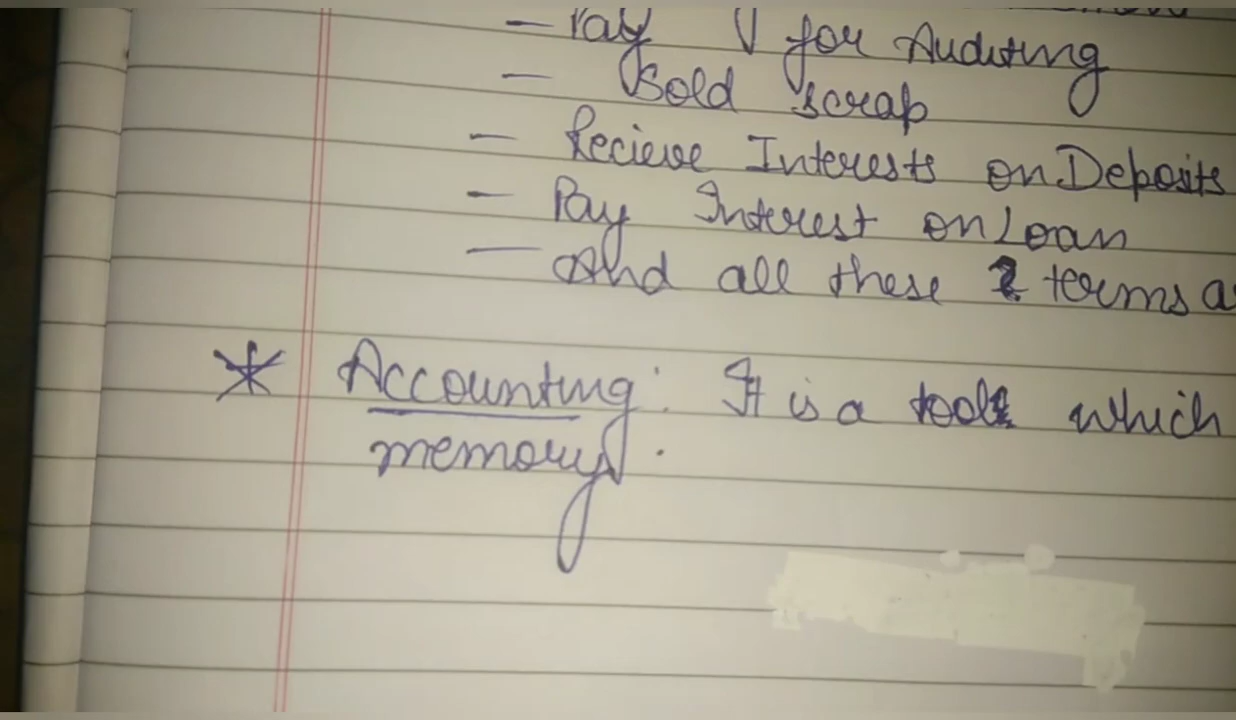 - Pay for Auditing
- Sold scrap
- Recieve Interests on Deposits
- Pay Interest on Loan
- And all these terms
* Accounting: It is a tool which
memory.